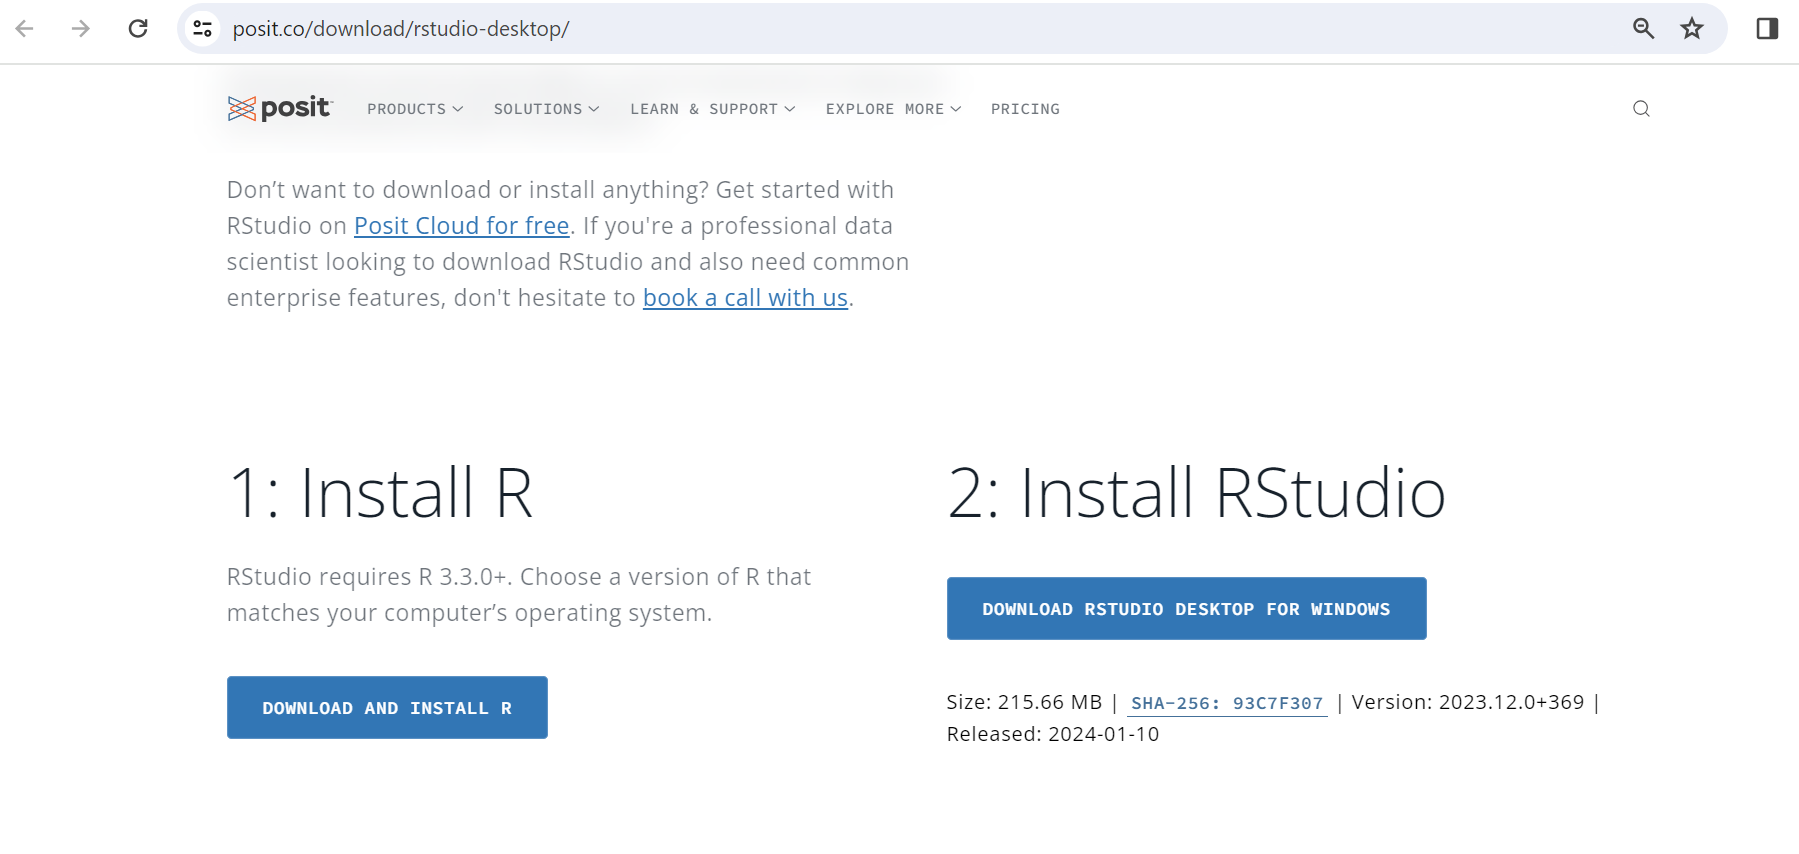 posit.co/download/rstudio-desktop/
posit™ PRODUCTS SOLUTIONS LEARN & SUPPORT EXPLORE MORE PRICING
Don’t want to download or install anything? Get started with
RStudio on Posit Cloud for free. If you're a professional data
scientist looking to download RStudio and also need common
enterprise features, don't hesitate to book a call with us.
1: Install R
RStudio requires R 3.3.0+. Choose a version of R that
matches your computer’s operating system.
DOWNLOAD AND INSTALL R
2: Install RStudio
DOWNLOAD RSTUDIO DESKTOP FOR WINDOWS
Size: 215.66 MB | SHA-256: 93C7F307 | Version: 2023.12.0+369 |
Released: 2024-01-10